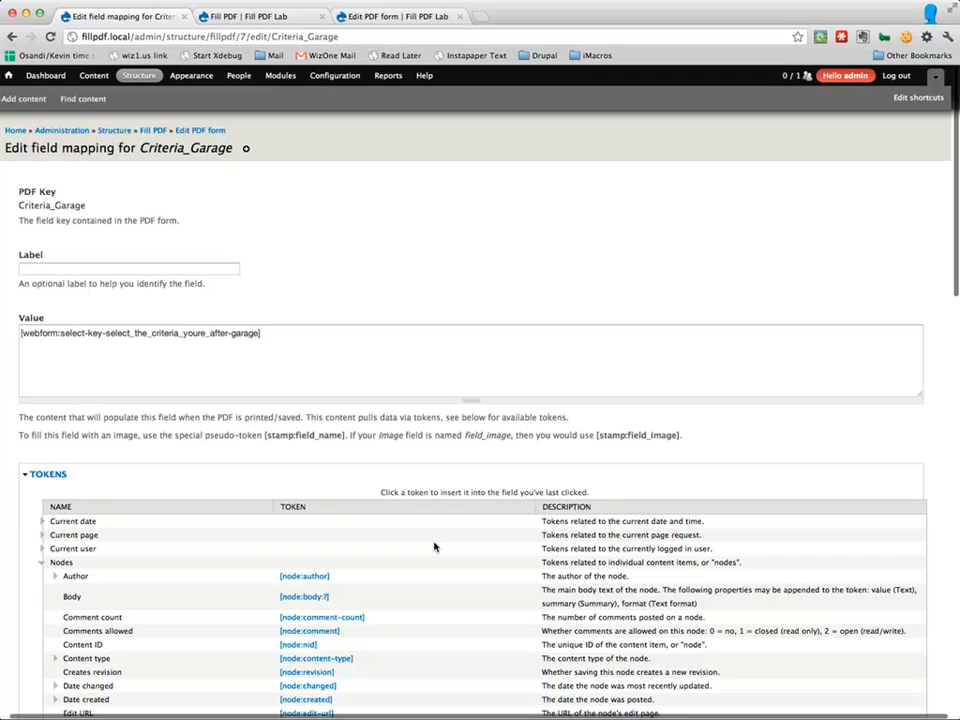 Edit field mapping for Criteri
Fill PDF | Fill PDF Lab
Edit PDF form | Fill PDF Lab
fillpdf.local/admin/structure/fillpdf/7/edit/Criteria_Garage
Osandi/Kevin time
wiz1.us link
Start Xdebug
Mail
WizOne Mail
Read Later
Instapaper Text
Drupal
iMacros
Other Bookmarks
Dashboard Content Structure Appearance People Modules Configuration Reports Help
0 / 1 Hello admin Log out
Add content Find content Edit shortcuts
Home » Administration » Structure » Fill PDF » Edit PDF form
Edit field mapping for Criteria_Garage
PDF Key
Criteria_Garage
The field key contained in the PDF form.
Label
An optional label to help you identify the field.
Value
[webform:select-key-select_the_criteria_youre_after-garage]
The content that will populate this field when the PDF is printed/saved. This content pulls data via tokens, see below for available tokens.
To fill this field with an image, use the special pseudo-token [stamp:field_name]. If your Image field is named field_image, then you would use [stamp:field_image].
TOKENS
Click a token to insert it into the field you've last clicked.
NAME TOKEN DESCRIPTION
Current date Tokens related to the current date and time.
Current page Tokens related to the current page request.
Current user Tokens related to the currently logged in user.
Nodes Tokens related to individual content items, or "nodes".
Author [node:author] The author of the node.
Body [node:body:?] The main body text of the node. The following properties may be appended to the token: value (Text),
summary (Summary), format (Text format)
Comment count [node:comment-count] The number of comments posted on a node.
Comments allowed [node:comment] Whether comments are allowed on this node: 0 = no, 1 = closed (read only), 2 = open (read/write).
Content ID [node:nid] The unique ID of the content item, or "node".
Content type [node:content-type] The content type of the node.
Creates revision [node:revision] Whether saving this node creates a new revision.
Date changed [node:changed] The date the node was most recently updated.
Date created [node:created] The date the node was posted.
Edit URL [node:edit-url] The URL of the node's edit page.